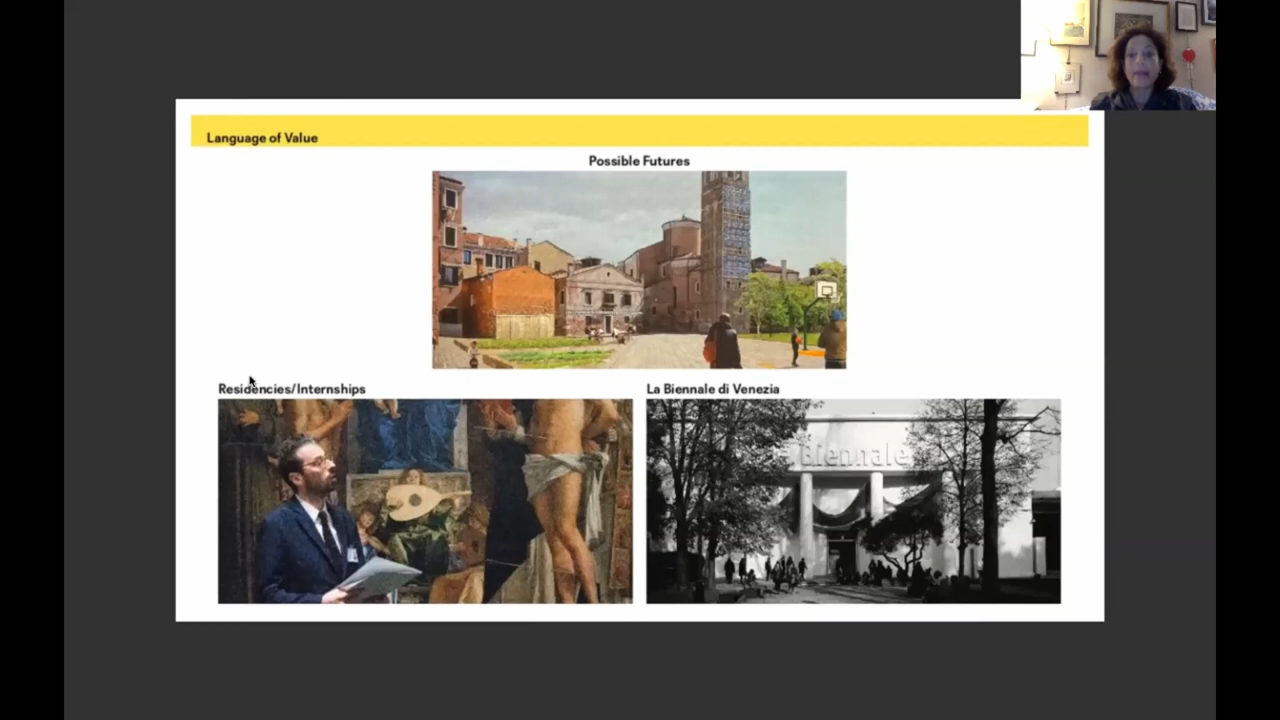 Language of Value
Possible Futures
Residencies/Internships
La Biennale di Venezia
Biennale